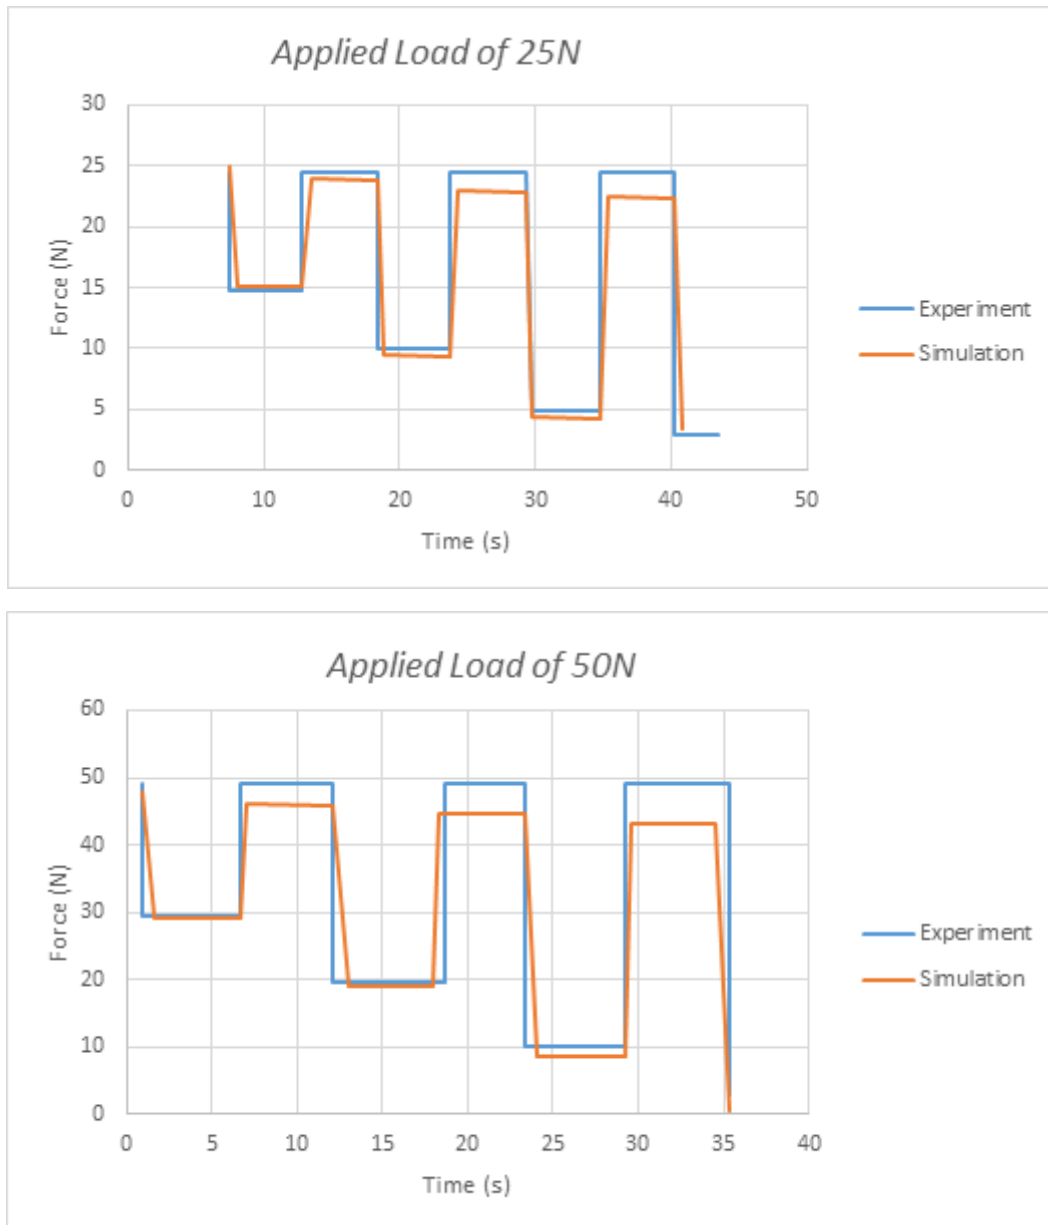 Applied Load of 25N
30
25
20
15
10
5
0
Force (N)
0 10 20 30 40 50
Time (s)
Experiment
Simulation
Applied Load of 50N
60
50
40
30
20
10
0
Force (N)
0 5 10 15 20 25 30 35 40
Time (s)
Experiment
Simulation